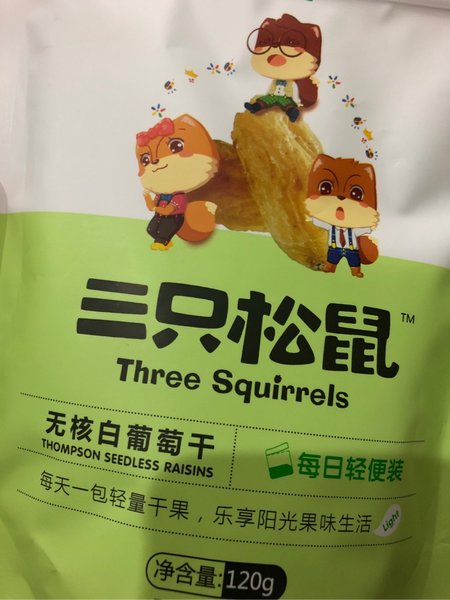 三只松鼠™
Three Squirrels
无核白葡萄干
THOMPSON SEEDLESS RAISINS
每日轻便装
每天一包轻量干果，乐享阳光果味生活
Light
净含量:120g